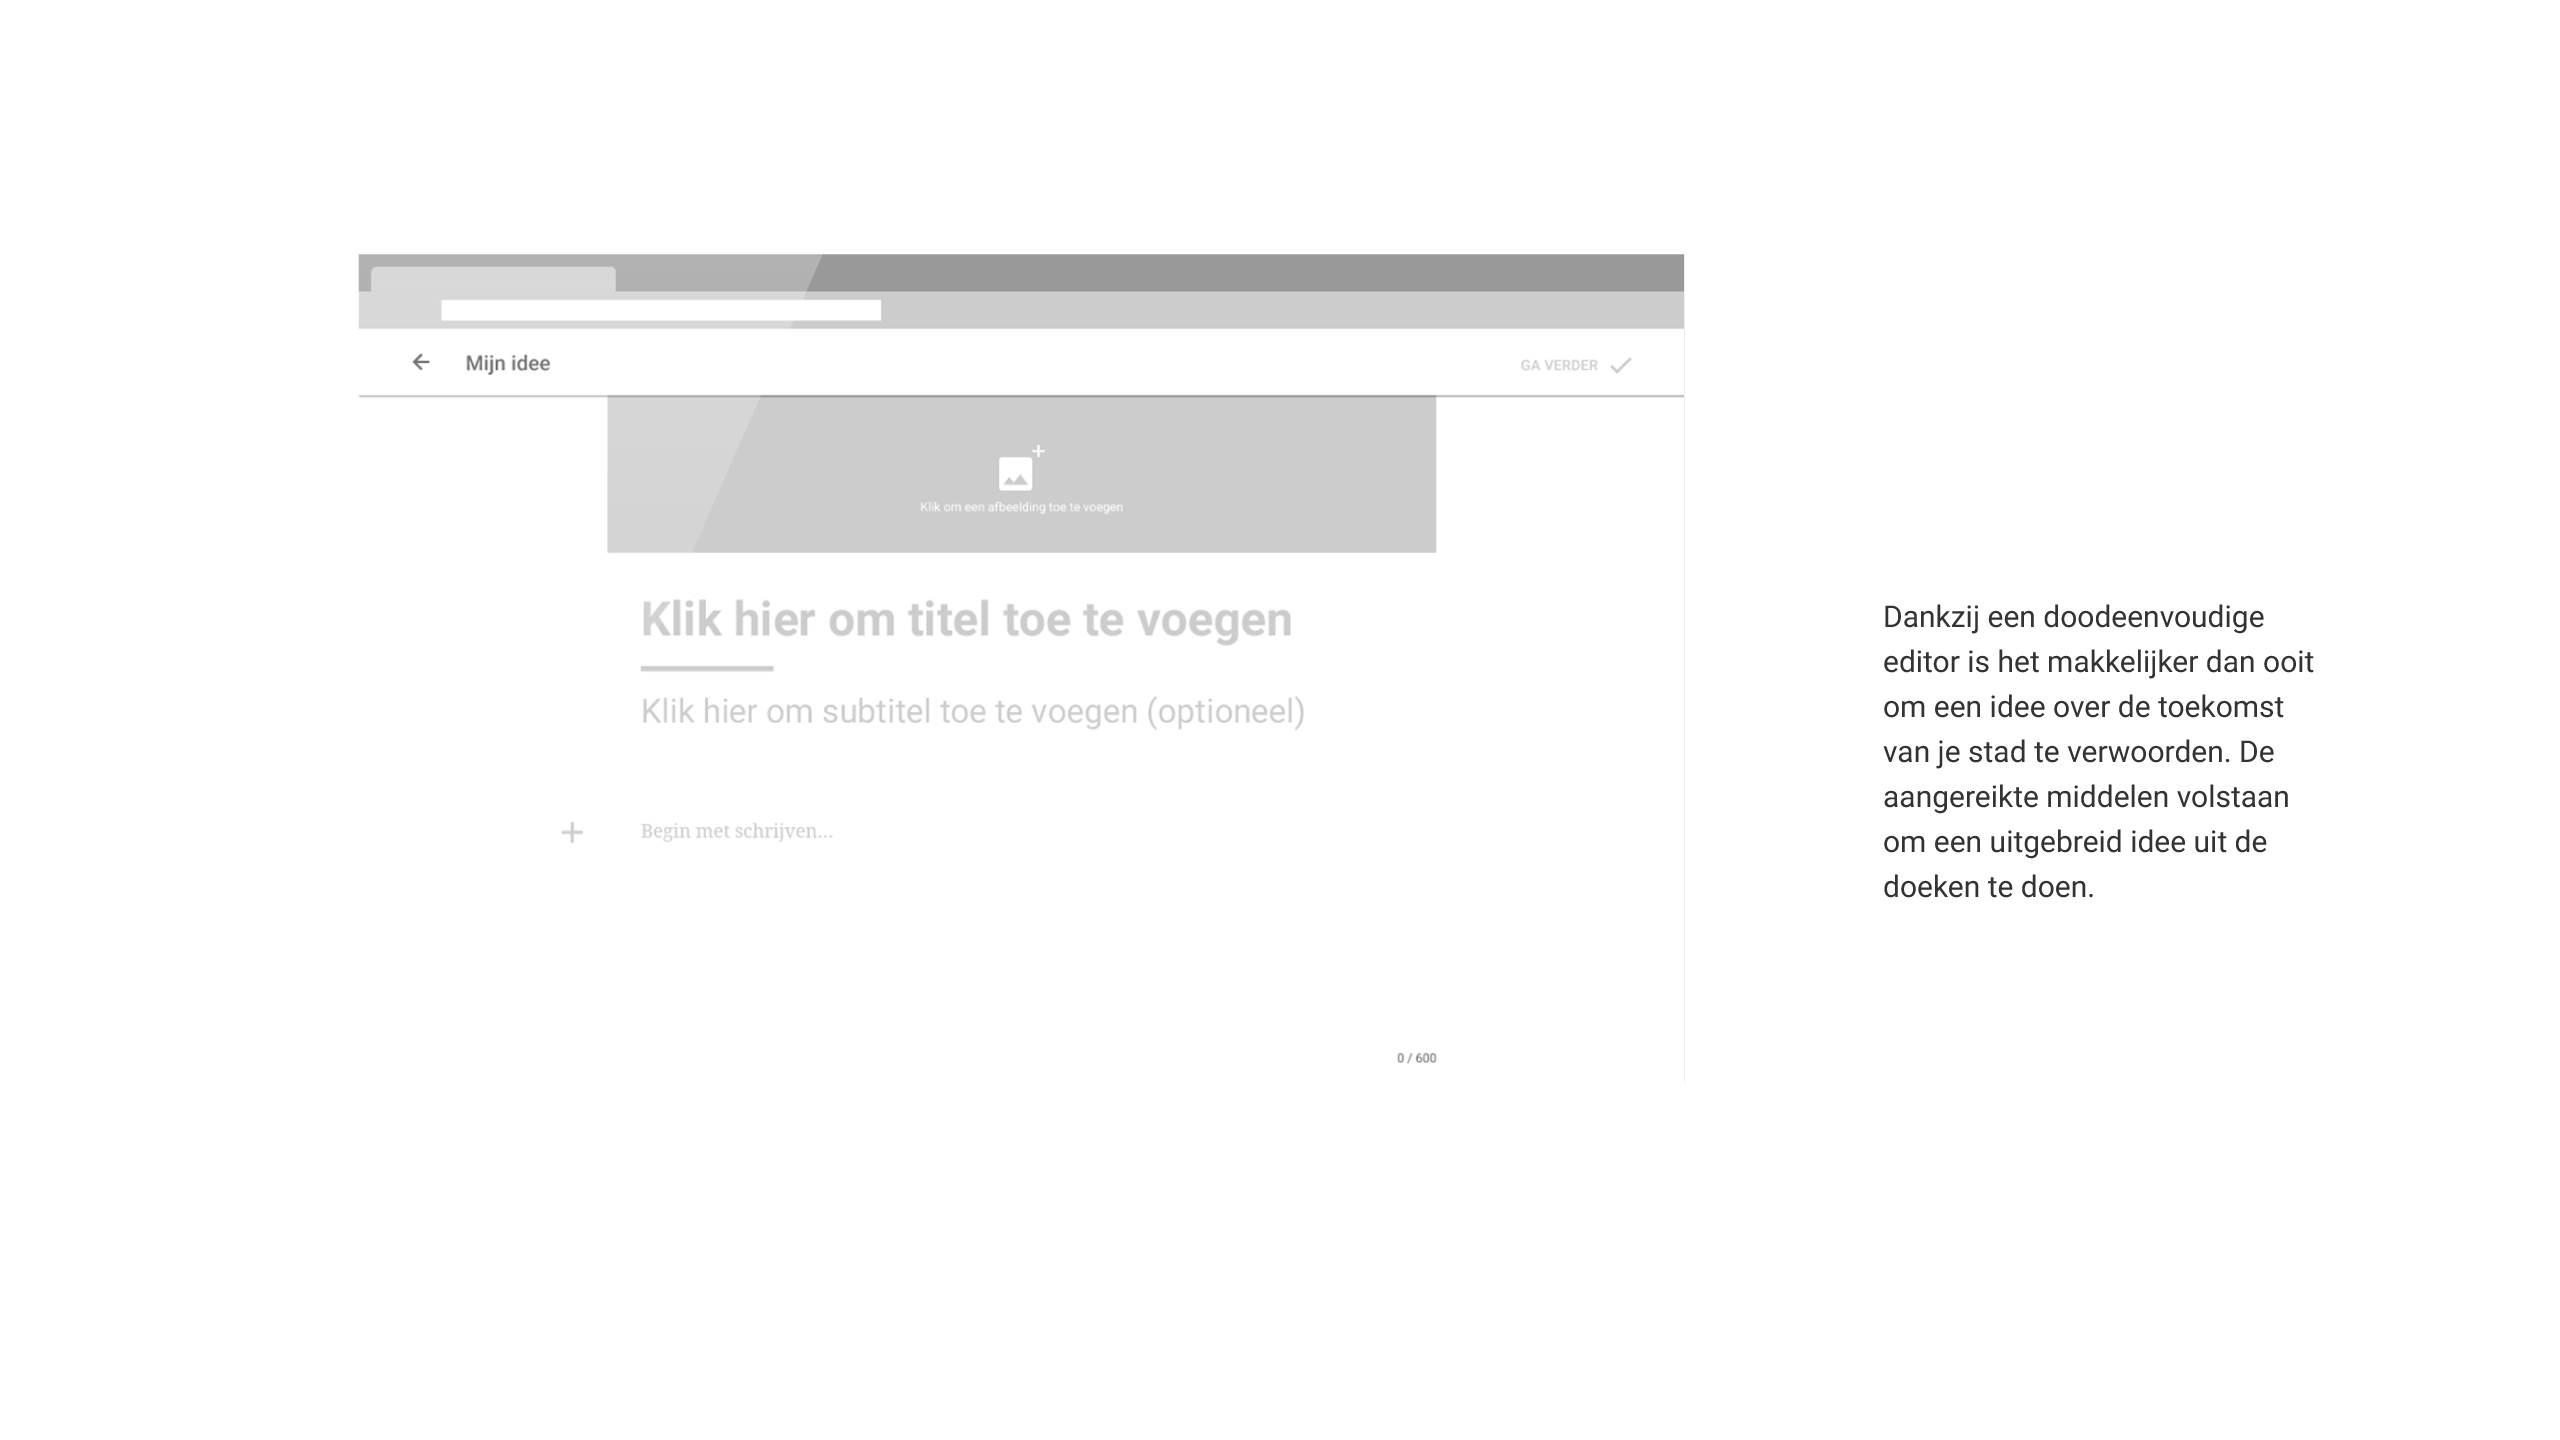 Mijn idee
GA VERDER
Klik om een afbeelding toe te voegen
Klik hier om titel toe te voegen
Klik hier om subtitel toe te voegen (optioneel)
Begin met schrijven...
0 / 600
Dankzij een doodeenvoudige
editor is het makkelijker dan ooit
om een idee over de toekomst
van je stad te verwoorden. De
aangereikte middelen volstaan
om een uitgebreid idee uit de
doeken te doen.